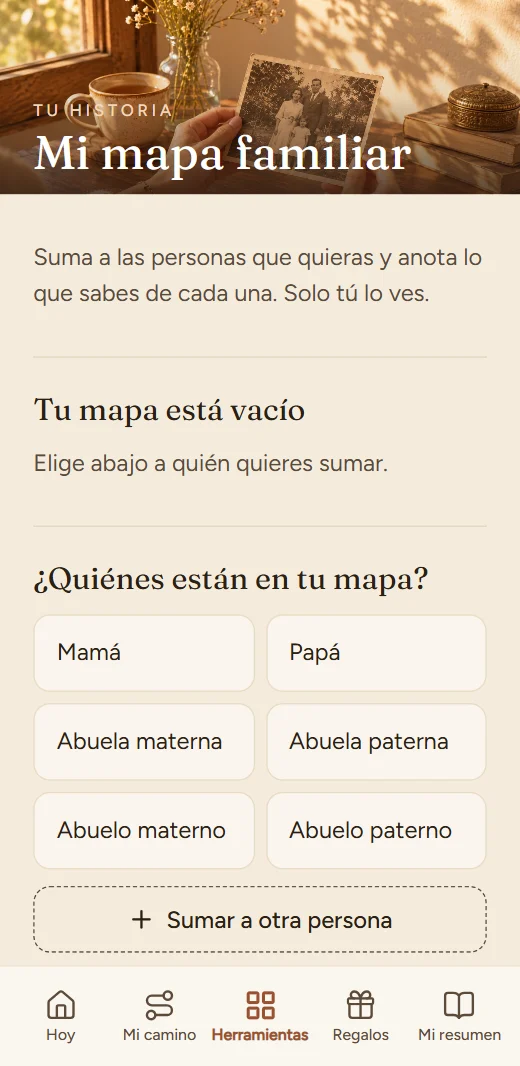 TU HISTORIA
Mi mapa familiar
Suma a las personas que quieras y anota lo
que sabes de cada una. Solo tú lo ves.
Tu mapa está vacío
Elige abajo a quién quieres sumar.
¿Quiénes están en tu mapa?
Mamá
Papá
Abuela materna
Abuela paterna
Abuelo materno
Abuelo paterno
Sumar a otra persona
Hoy
Mi camino
Herramientas
Regalos
Mi resumen